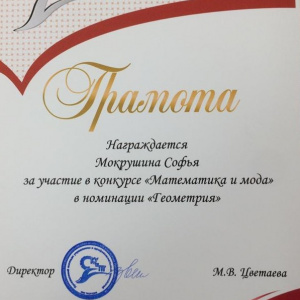 Грамота
Награждается
Мокрушина Софья
за участие в конкурсе «Математика и мода»
в номинации «Геометрия»
Директор М.В. Цветаева